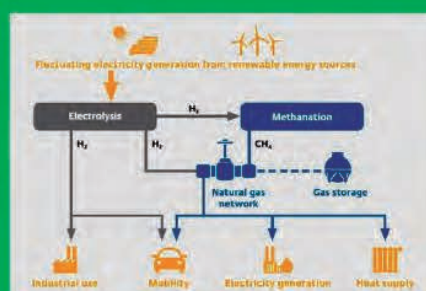 Fluctuating electricity generation from renewable energy sources
Electrolysis
H₂
Methanation
H₂
H₂
CH₄
Natural gas
network
Gas storage
Industrial use
Mobility
Electricity generation
Heat supply